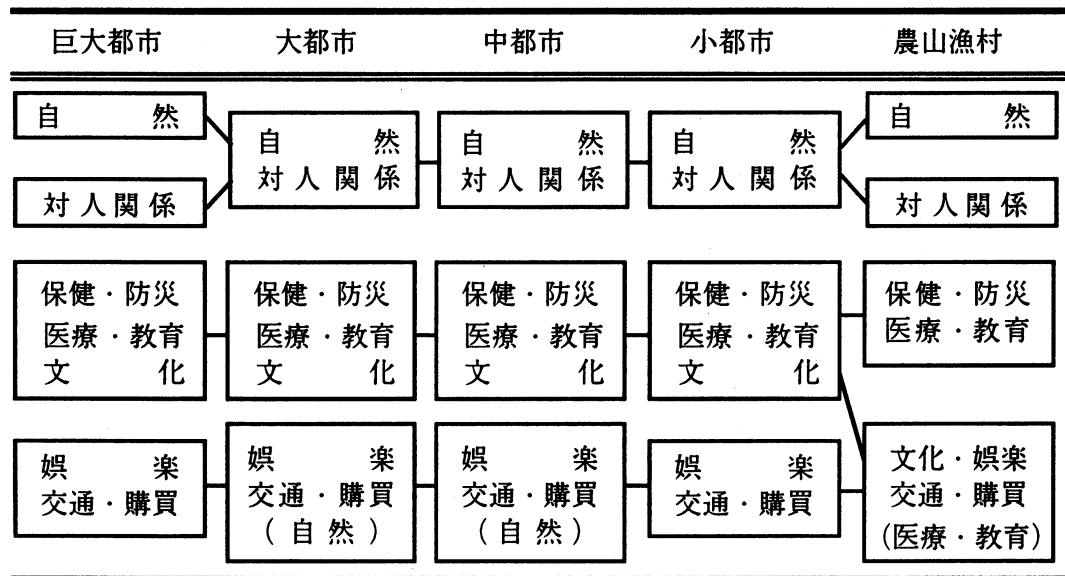 巨大都市 大都市 中都市 小都市 農山漁村
自然
対人関係
自然
対人関係
自然
対人関係
自然
対人関係
自然
対人関係
保健・防災
医療・教育
文化
保健・防災
医療・教育
文化
保健・防災
医療・教育
文化
保健・防災
医療・教育
文化
保健・防災
医療・教育
娯楽
交通・購買
娯楽
交通・購買
(自然)
娯楽
交通・購買
(自然)
娯楽
交通・購買
文化・娯楽
交通・購買
(医療・教育)